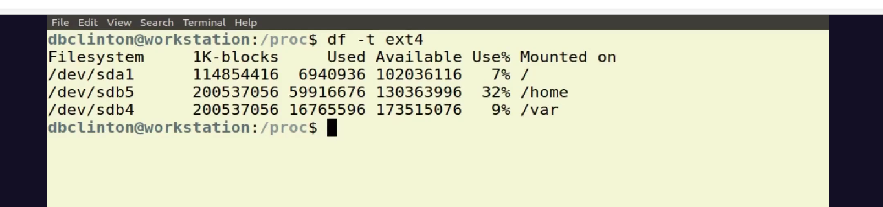 File Edit View Search Terminal Help
dbclinton@workstation:/proc$ df -t ext4
Filesystem     1K-blocks     Used Available Use% Mounted on
/dev/sda1      114854416  6940936 102036116   7% /
/dev/sdb5      200537056 59916676 130363996  32% /home
/dev/sdb4      200537056 16765596 173515076   9% /var
dbclinton@workstation:/proc$